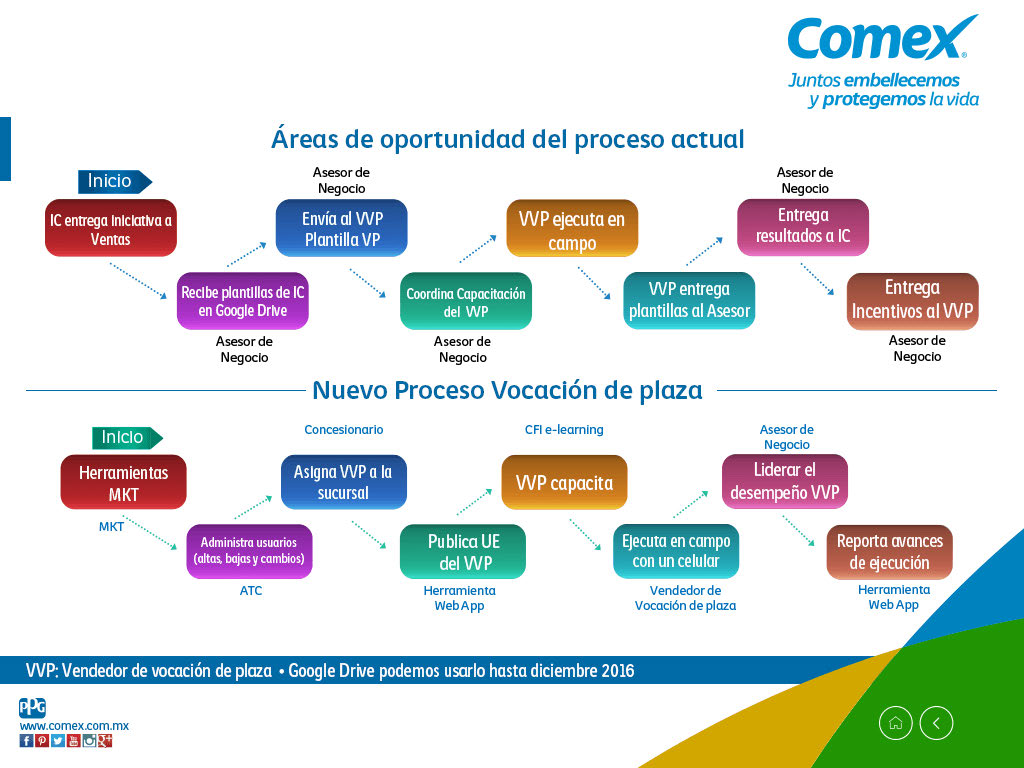 Comex
Juntos embellecemos
y protegemos la vida
Áreas de oportunidad del proceso actual
Inicio
IC entrega iniciativa a
Ventas
Recibe plantillas de IC
en Google Drive
Asesor de
Negocio
Asesor de
Negocio
Envía al VVP
Plantilla VP
Coordina Capacitación
del VVP
Asesor de
Negocio
VVP ejecuta en
campo
VVP entrega
plantillas al Asesor
Asesor de
Negocio
Entrega
resultados a IC
Entrega
Incentivos al VVP
Asesor de
Negocio
Nuevo Proceso Vocación de plaza
Inicio
Herramientas
MKT
MKT
Administra usuarios
(altas, bajas y cambios)
ATC
Concesionario
Asigna VVP a la
sucursal
Publica UE
del VVP
Herramienta
Web App
CFI e-learning
VVP capacita
Ejecuta en campo
con un celular
Vendedor de
Vocación de plaza
Asesor de
Negocio
Liderar el
desempeño VVP
Reporta avances
de ejecución
Herramienta
Web App
VVP: Vendedor de vocación de plaza • Google Drive podemos usarlo hasta diciembre 2016
PPG
www.comex.com.mx